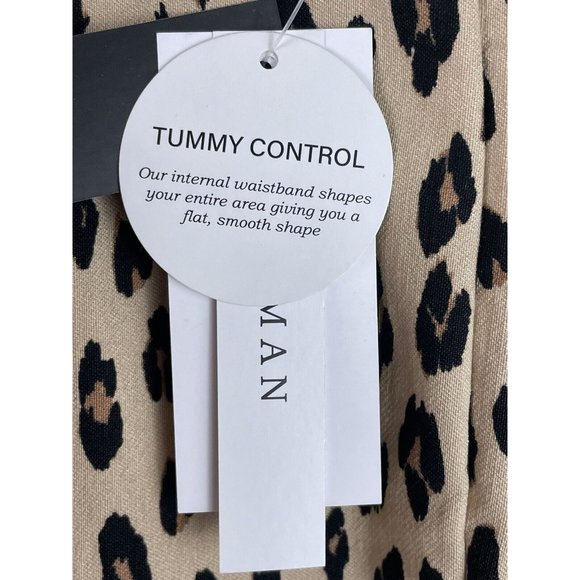 TUMMY CONTROL
Our internal waistband shapes
your entire area giving you a
flat, smooth shape
MAN